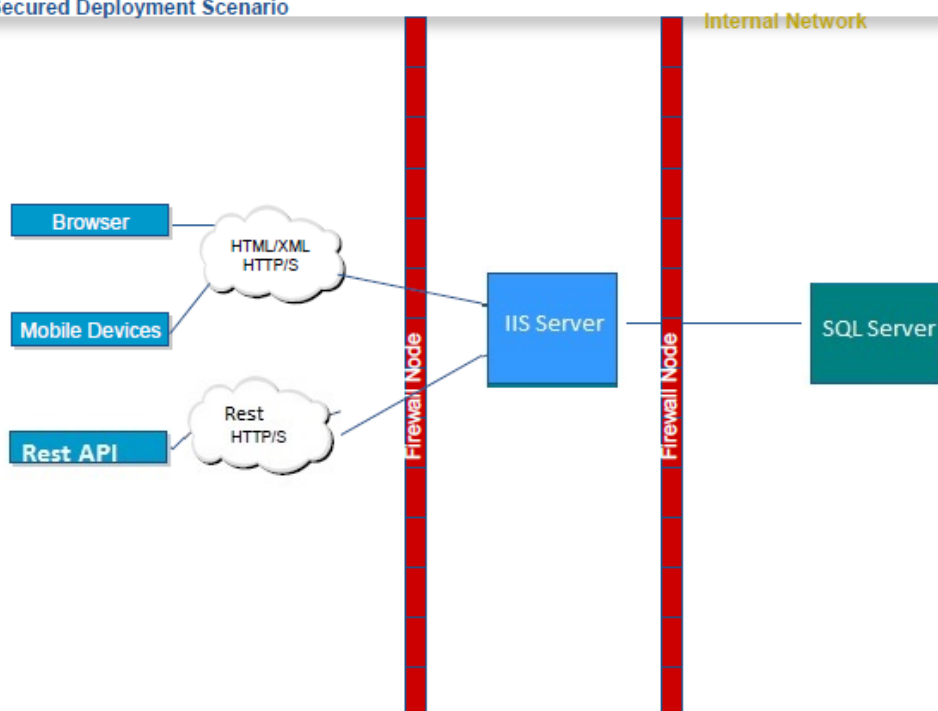 Secured Deployment Scenario
Internal Network
Browser
HTML/XML
HTTP/S
Mobile Devices
IIS Server
SQL Server
Firewall Node
Firewall Node
Rest
HTTP/S
Rest API